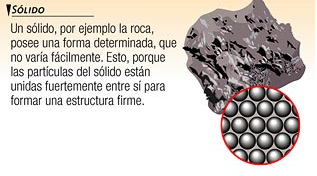 SÓLIDO
Un sólido, por ejemplo la roca,
posee una forma determinada, que
no varía fácilmente. Esto, porque
las partículas del sólido están
unidas fuertemente entre sí para
formar una estructura firme.